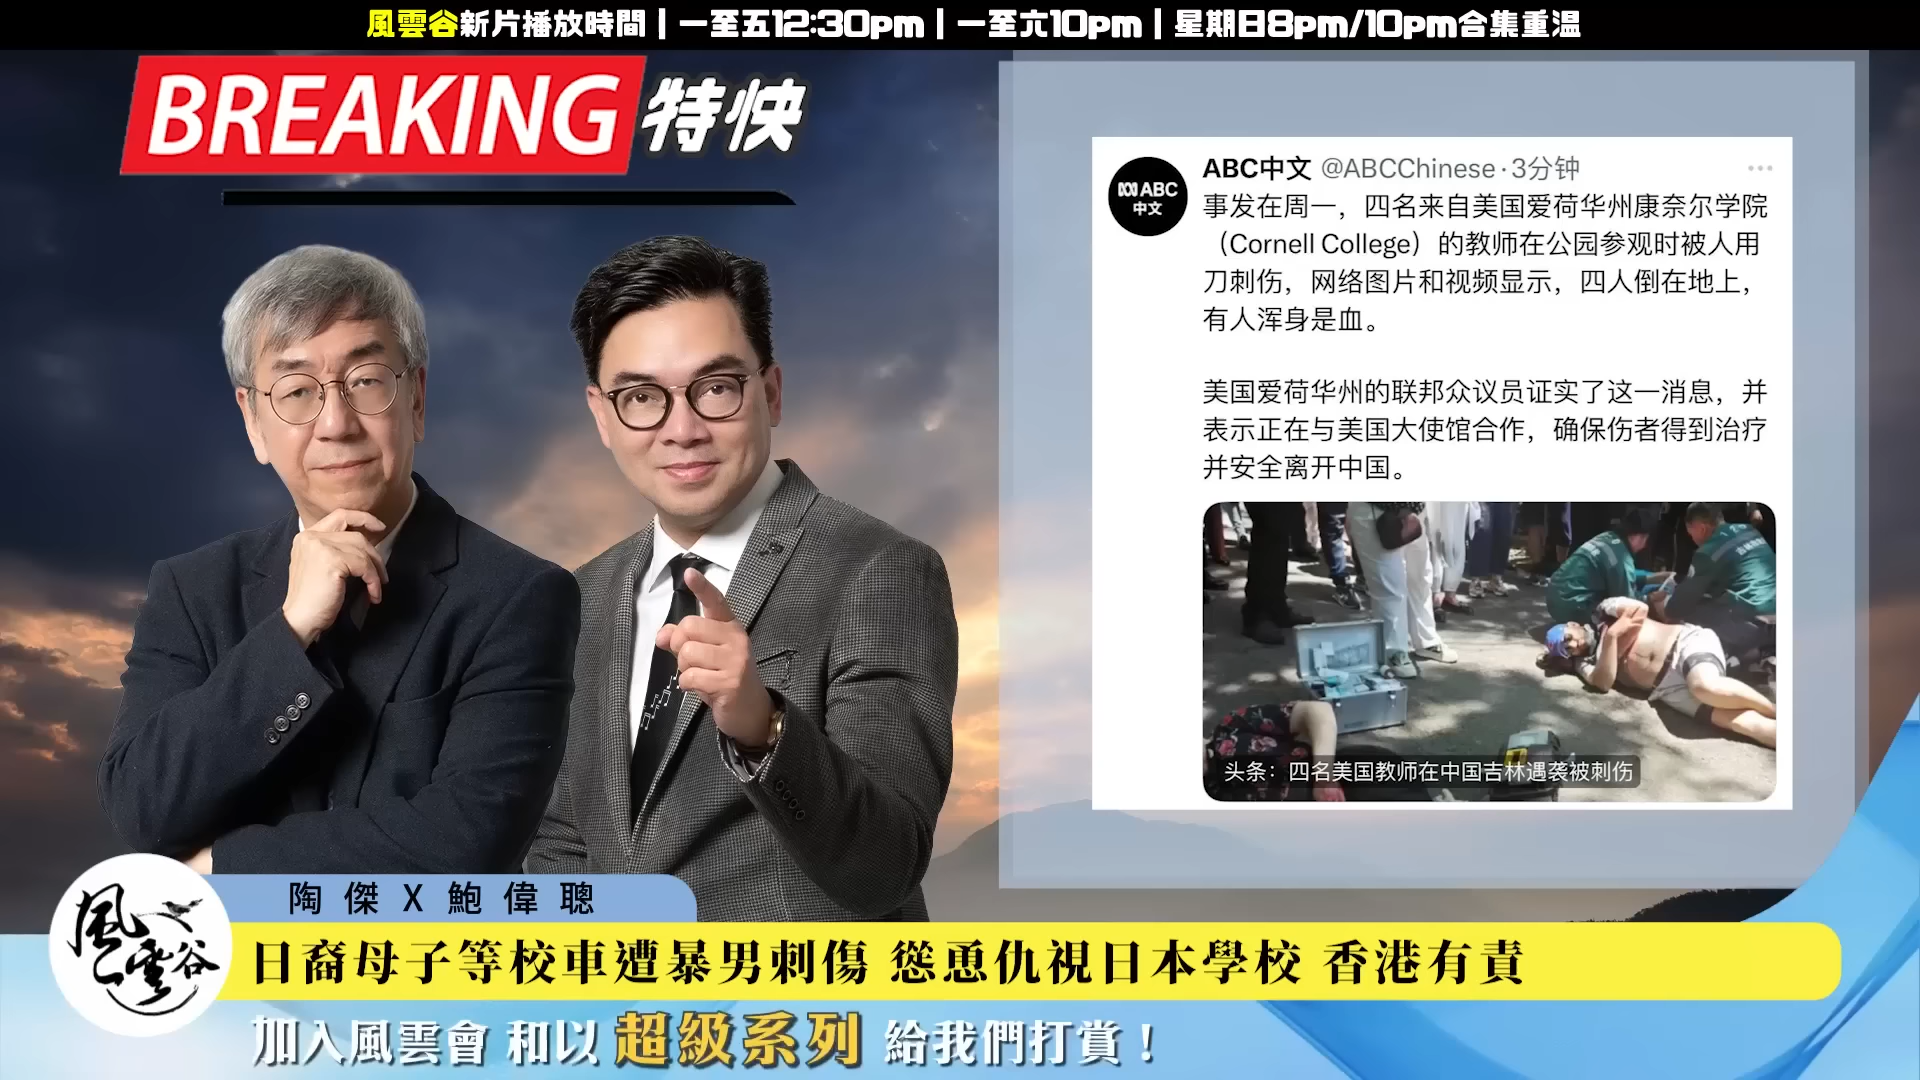 風雲谷新片播放時間 | 一至五12:30pm | 一至六10pm | 星期日8pm/10pm合集重温
BREAKING 特快
ABC中文 @ABCChinese · 3分钟
ABC
中文
事发在周一，四名来自美国爱荷华州康奈尔学院
（Cornell College）的教师在公园参观时被人用
刀刺伤，网络图片和视频显示，四人倒在地上，
有人浑身是血。
美国爱荷华州的联邦众议员证实了这一消息，并
表示正在与美国大使馆合作，确保伤者得到治疗
并安全离开中国。
头条：四名美国教师在中国吉林遇袭被刺伤
陶傑 X 鮑偉聰
風雲谷
日裔母子等校車遭暴男刺傷 慫恿仇視日本學校 香港有責
加入風雲會 和以 超級系列 給我們打賞！